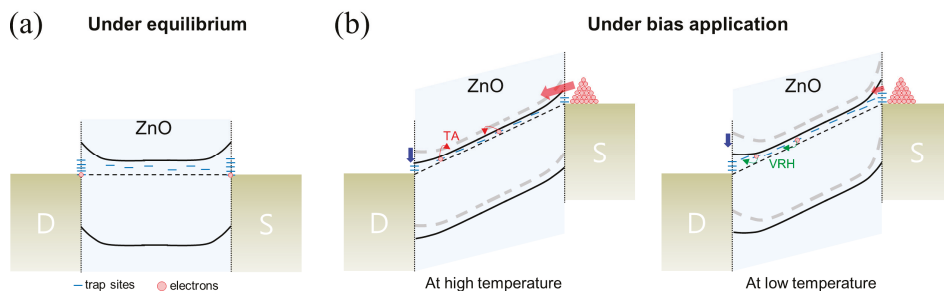 (a)
Under equilibrium
ZnO
D
S
trap sites
electrons
(b)
Under bias application
ZnO
TA
D
S
At high temperature
ZnO
VRH
D
S
At low temperature